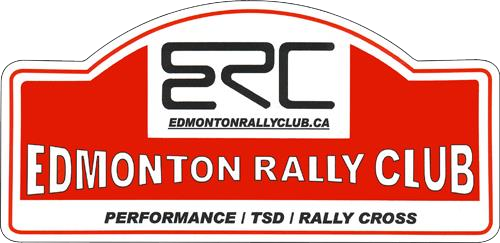 ERC
EDMONTONRALLYCLUB.CA
EDMONTON RALLY CLUB
PERFORMANCE / TSD / RALLY CROSS